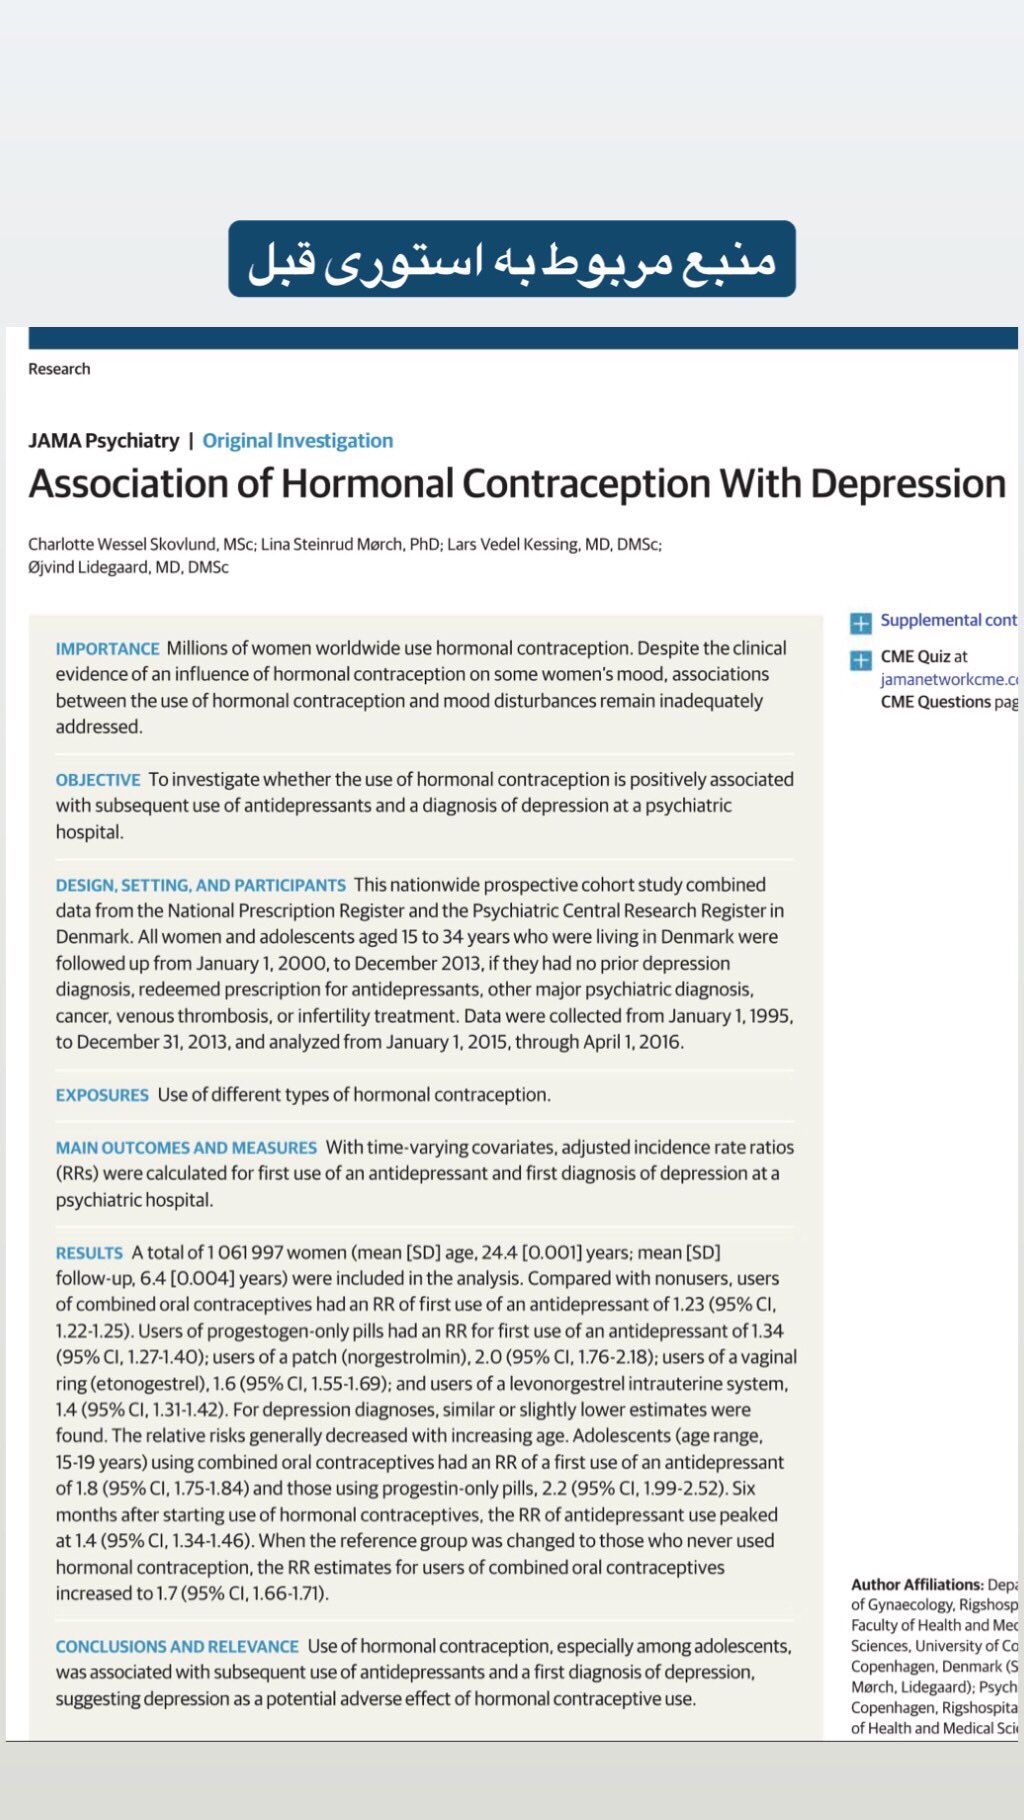 منبع مربوط به استوری قبل
Research
JAMA Psychiatry | Original Investigation
Association of Hormonal Contraception With Depression
Charlotte Wessel Skovlund, MSc; Lina Steinrud Mørch, PhD; Lars Vedel Kessing, MD, DMSc;
Øjvind Lidegaard, MD, DMSc
IMPORTANCE Millions of women worldwide use hormonal contraception. Despite the clinical
evidence of an influence of hormonal contraception on some women's mood, associations
between the use of hormonal contraception and mood disturbances remain inadequately
addressed.
OBJECTIVE To investigate whether the use of hormonal contraception is positively associated
with subsequent use of antidepressants and a diagnosis of depression at a psychiatric
hospital.
DESIGN, SETTING, AND PARTICIPANTS This nationwide prospective cohort study combined
data from the National Prescription Register and the Psychiatric Central Research Register in
Denmark. All women and adolescents aged 15 to 34 years who were living in Denmark were
followed up from January 1, 2000, to December 2013, if they had no prior depression
diagnosis, redeemed prescription for antidepressants, other major psychiatric diagnosis,
cancer, venous thrombosis, or infertility treatment. Data were collected from January 1, 1995,
to December 31, 2013, and analyzed from January 1, 2015, through April 1, 2016.
EXPOSURES Use of different types of hormonal contraception.
MAIN OUTCOMES AND MEASURES With time-varying covariates, adjusted incidence rate ratios
(RRs) were calculated for first use of an antidepressant and first diagnosis of depression at a
psychiatric hospital.
RESULTS A total of 1 061 997 women (mean [SD] age, 24.4 [0.001] years; mean [SD]
follow-up, 6.4 [0.004] years) were included in the analysis. Compared with nonusers, users
of combined oral contraceptives had an RR of first use of an antidepressant of 1.23 (95% CI,
1.22-1.25). Users of progestogen-only pills had an RR for first use of an antidepressant of 1.34
(95% CI, 1.27-1.40); users of a patch (norgestrolmin), 2.0 (95% CI, 1.76-2.18); users of a vaginal
ring (etonogestrel), 1.6 (95% CI, 1.55-1.69); and users of a levonorgestrel intrauterine system,
1.4 (95% CI, 1.31-1.42). For depression diagnoses, similar or slightly lower estimates were
found. The relative risks generally decreased with increasing age. Adolescents (age range,
15-19 years) using combined oral contraceptives had an RR of a first use of an antidepressant
of 1.8 (95% CI, 1.75-1.84) and those using progestin-only pills, 2.2 (95% CI, 1.99-2.52). Six
months after starting use of hormonal contraceptives, the RR of antidepressant use peaked
at 1.4 (95% CI, 1.34-1.46). When the reference group was changed to those who never used
hormonal contraception, the RR estimates for users of combined oral contraceptives
increased to 1.7 (95% CI, 1.66-1.71).
CONCLUSIONS AND RELEVANCE Use of hormonal contraception, especially among adolescents,
was associated with subsequent use of antidepressants and a first diagnosis of depression,
suggesting depression as a potential adverse effect of hormonal contraceptive use.
Supplemental cont
CME Quiz at
jamanetworkcme.co
CME Questions pag
Author Affiliations: Depa
of Gynaecology, Rigshosp
Faculty of Health and Med
Sciences, University of Co
Copenhagen, Denmark (S
Mørch, Lidegaard); Psych
Copenhagen, Rigshospita
of Health and Medical Scie